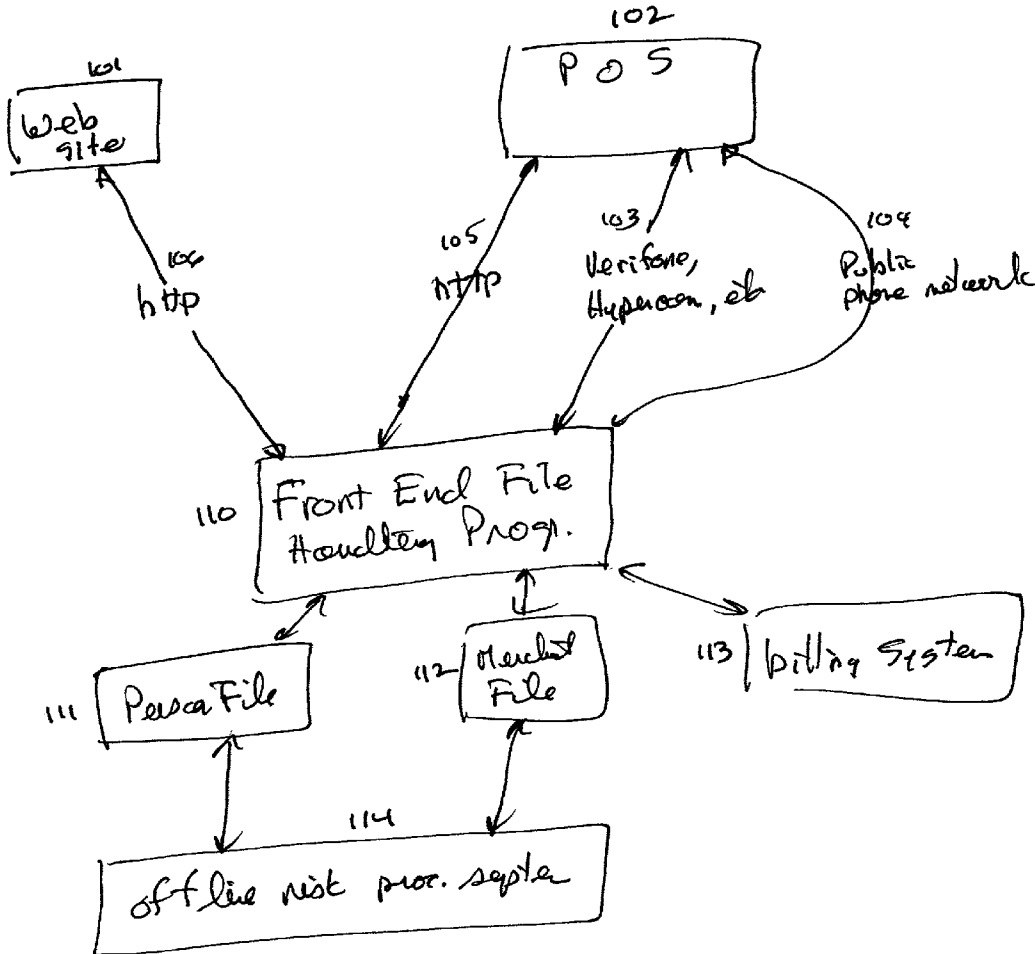 102
POS
101
Web
site
106
http
105
http
103
Verifone,
Hypercom, etc
104
Public
phone network
110
Front End File
Handling Progr.
111
Person File
112
Merchant
File
113
billing System
114
offline risk proc. system